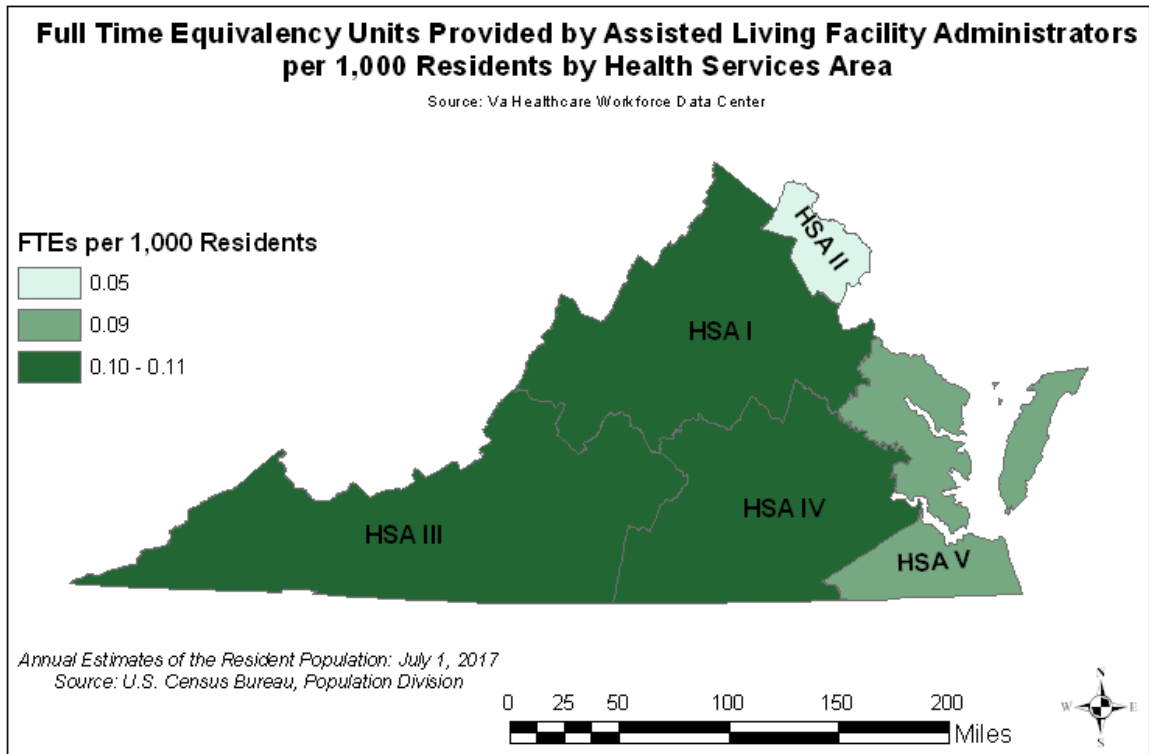 Full Time Equivalency Units Provided by Assisted Living Facility Administrators
per 1,000 Residents by Health Services Area
Source: Va Healthcare Workforce Data Center
HSA II
FTEs per 1,000 Residents
0.05
0.09
0.10 - 0.11
HSA I
HSA III
HSA IV
HSA V
Annual Estimates of the Resident Population: July 1, 2017
Source: U.S. Census Bureau, Population Division
0 25 50 100 150 200
Miles
N
W E
S